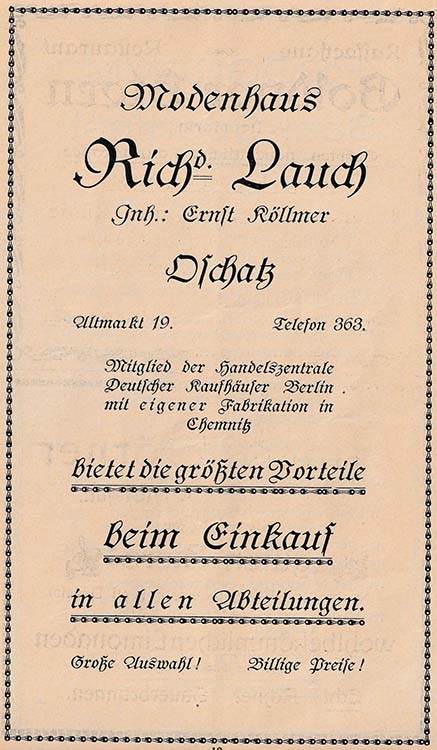 Modenhaus
Richd. Lauch
Inh.: Ernst Köllmer
Oschatz
Altmarkt 19. Telefon 363.
Mitglied der Handelszentrale
Deutscher Kaufhäuser Berlin
mit eigener Fabrikation in
Chemnitz
bietet die größten Vorteile
beim Einkauf
in allen Abteilungen.
Große Auswahl! Billige Preise!